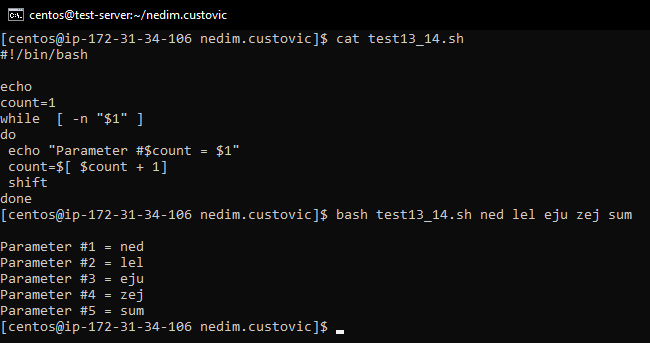 centos@test-server:~/nedim.custovic
[centos@ip-172-31-34-106 nedim.custovic]$ cat test13_14.sh
#!/bin/bash

echo
count=1
while  [ -n "$1" ]
do
 echo "Parameter #$count = $1"
 count=$[ $count + 1]
 shift
done
[centos@ip-172-31-34-106 nedim.custovic]$ bash test13_14.sh ned lel eju zej sum

Parameter #1 = ned
Parameter #2 = lel
Parameter #3 = eju
Parameter #4 = zej
Parameter #5 = sum
[centos@ip-172-31-34-106 nedim.custovic]$